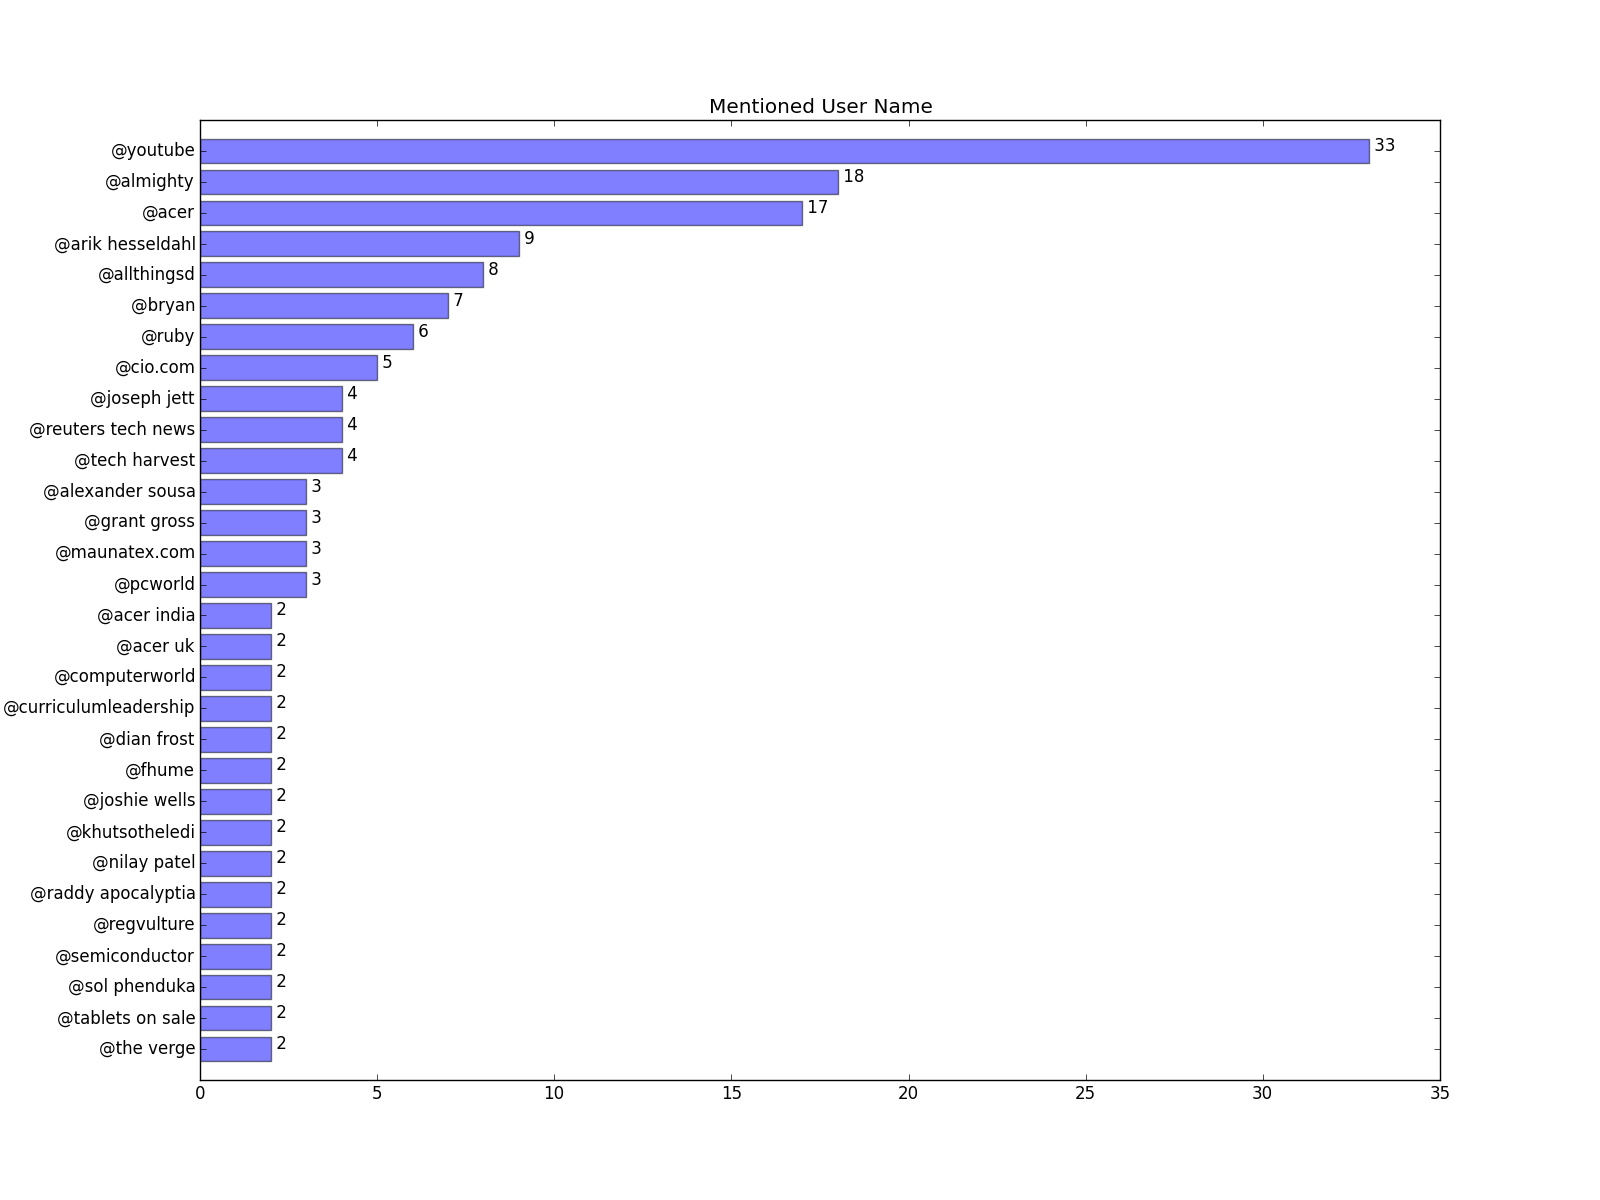 Mentioned User Name
@youtube 33
@almighty 18
@acer 17
@arik hesseldahl 9
@allthingsd 8
@bryan 7
@ruby 6
@cio.com 5
@joseph jett 4
@reuters tech news 4
@tech harvest 4
@alexander sousa 3
@grant gross 3
@maunatex.com 3
@pcworld 3
@acer india 2
@acer uk 2
@computerworld 2
@curriculumleadership 2
@dian frost 2
@fhume 2
@joshie wells 2
@khutsotheledi 2
@nilay patel 2
@raddy apocalyptia 2
@regvulture 2
@semiconductor 2
@sol phenduka 2
@tablets on sale 2
@the verge 2
0 5 10 15 20 25 30 35